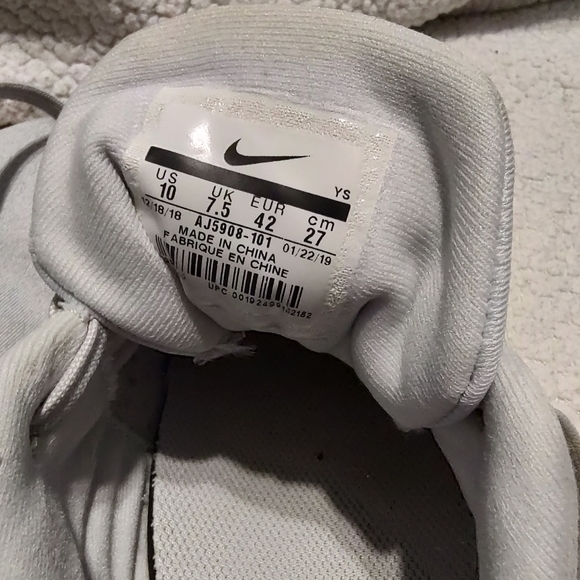 YS
US UK EUR cm
10 7.5 42 27
12/18/18 AJ5908-101 01/22/19
MADE IN CHINA
FABRIQUE EN CHINE
UPC